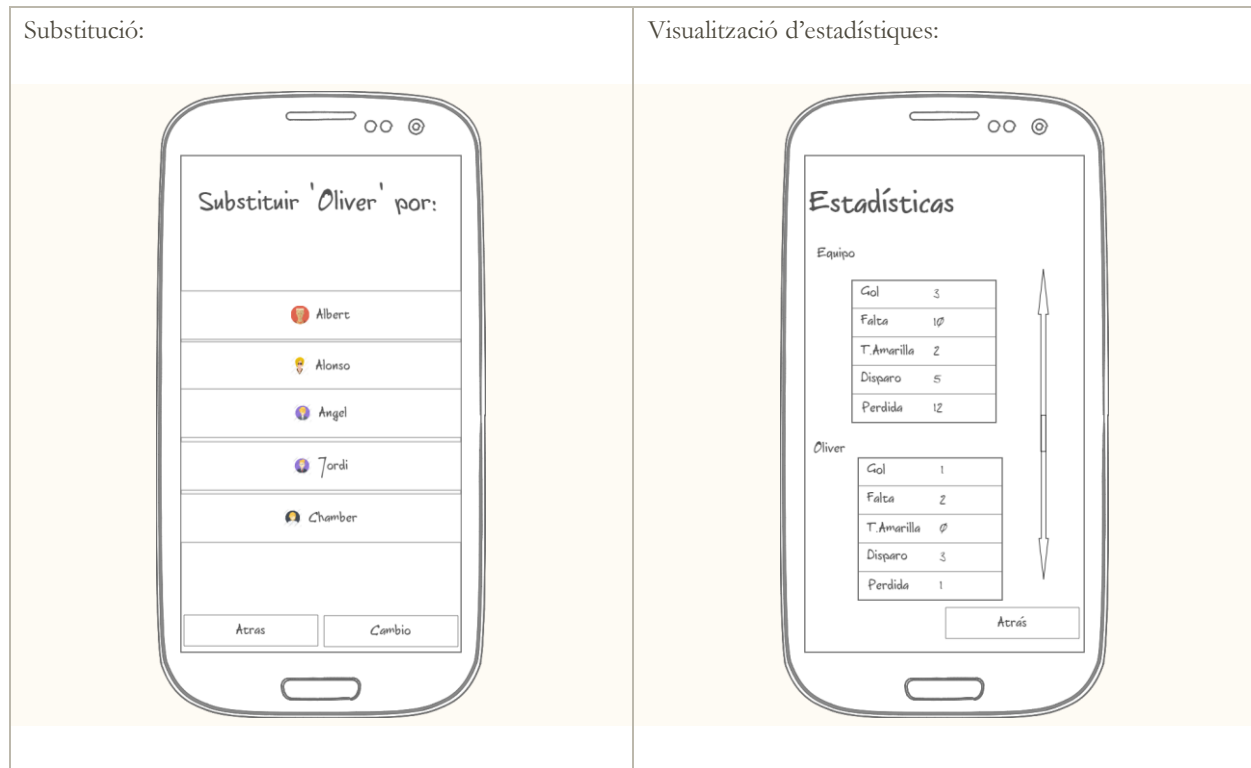 Substitució:
Substituir 'Oliver' por:
Albert
Alonso
Angel
Jordi
Chamber
Atras
Cambio
Visualització d'estadístiques:
Estadísticas
Equipo
Gol 3
Falta 10
T.Amarilla 2
Disparo 5
Perdida 12
Oliver
Gol 1
Falta 2
T.Amarilla 0
Disparo 3
Perdida 1
Atrás